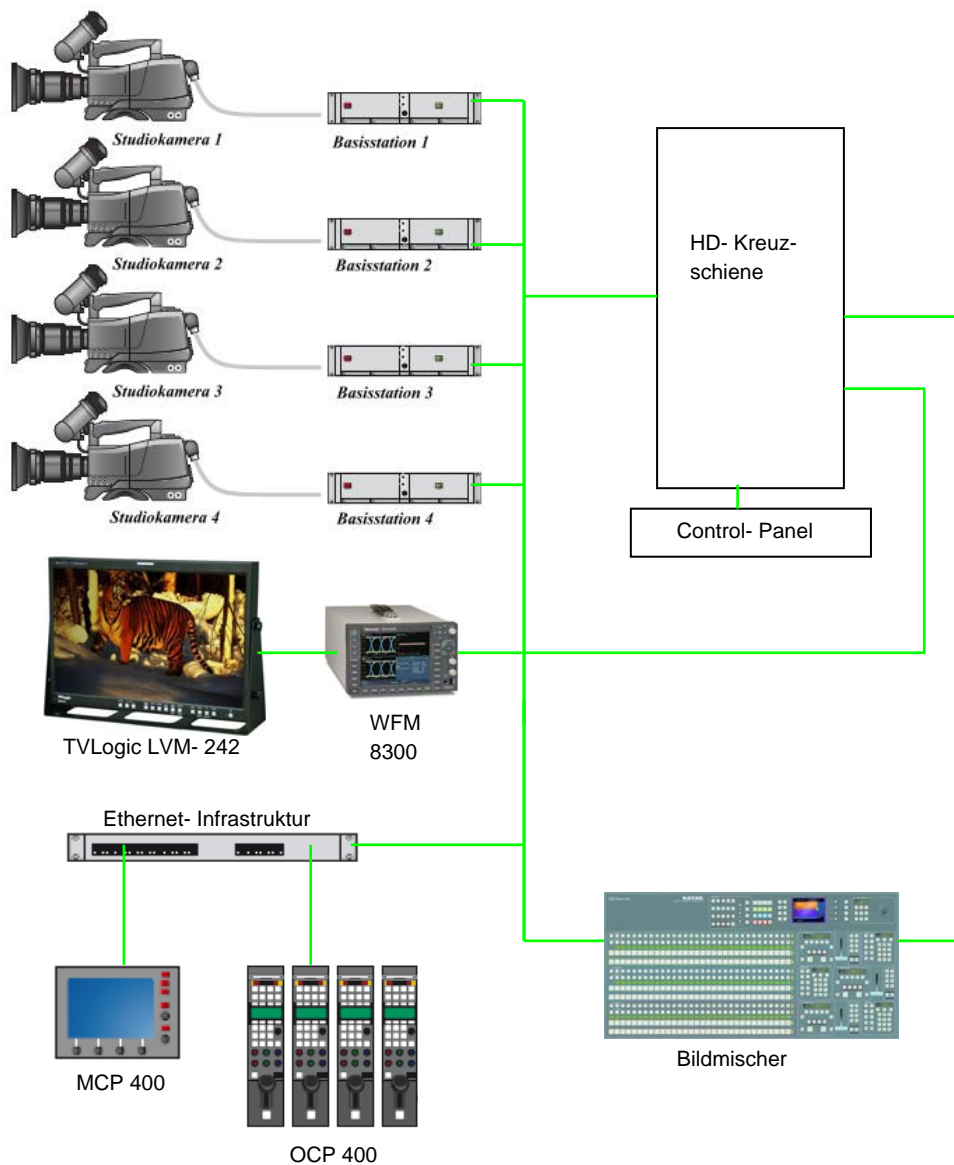 Studiokamera 1
Basisstation 1
Studiokamera 2
Basisstation 2
HD- Kreuz-
schiene
Studiokamera 3
Basisstation 3
Studiokamera 4
Basisstation 4
Control- Panel
TVLogic LVM- 242
WFM
8300
Ethernet- Infrastruktur
KAYAK
MCP 400
OCP 400
Bildmischer